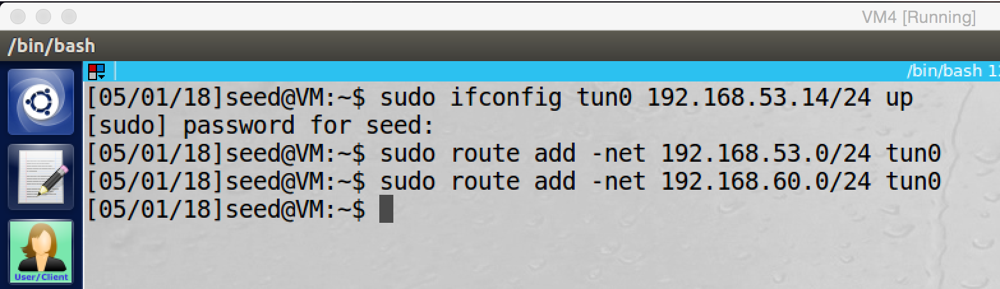 VM4 [Running]
/bin/bash
/bin/bash 12
[05/01/18]seed@VM:~$ sudo ifconfig tun0 192.168.53.14/24 up
[sudo] password for seed:
[05/01/18]seed@VM:~$ sudo route add -net 192.168.53.0/24 tun0
[05/01/18]seed@VM:~$ sudo route add -net 192.168.60.0/24 tun0
[05/01/18]seed@VM:~$
User/Client